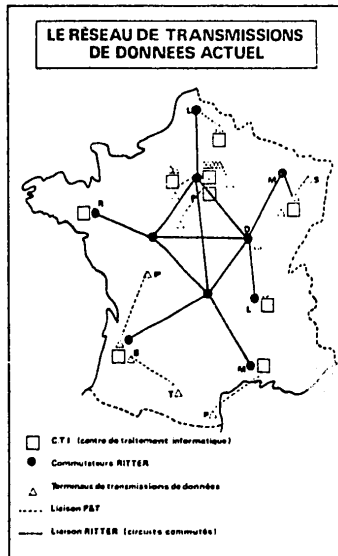 LE RÉSEAU DE TRANSMISSIONS
DE DONNEES ACTUEL
L
M
S
R
P
D
P
L
B
M
T
P
C.T.I (centre de traitement informatique)
Commutateurs RITTER
Terminaux de transmissions de données
Liaison P&T
Liaison RITTER (circuits commutés)